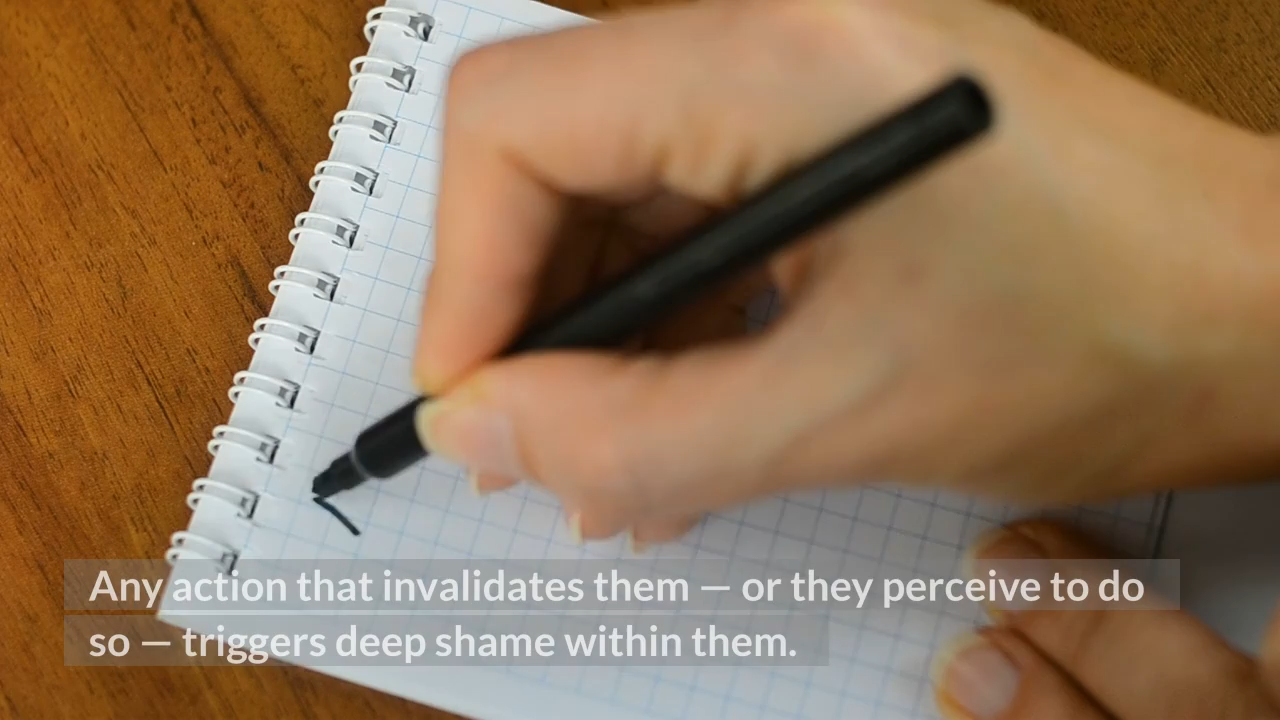 Any action that invalidates them — or they perceive to do
so — triggers deep shame within them.